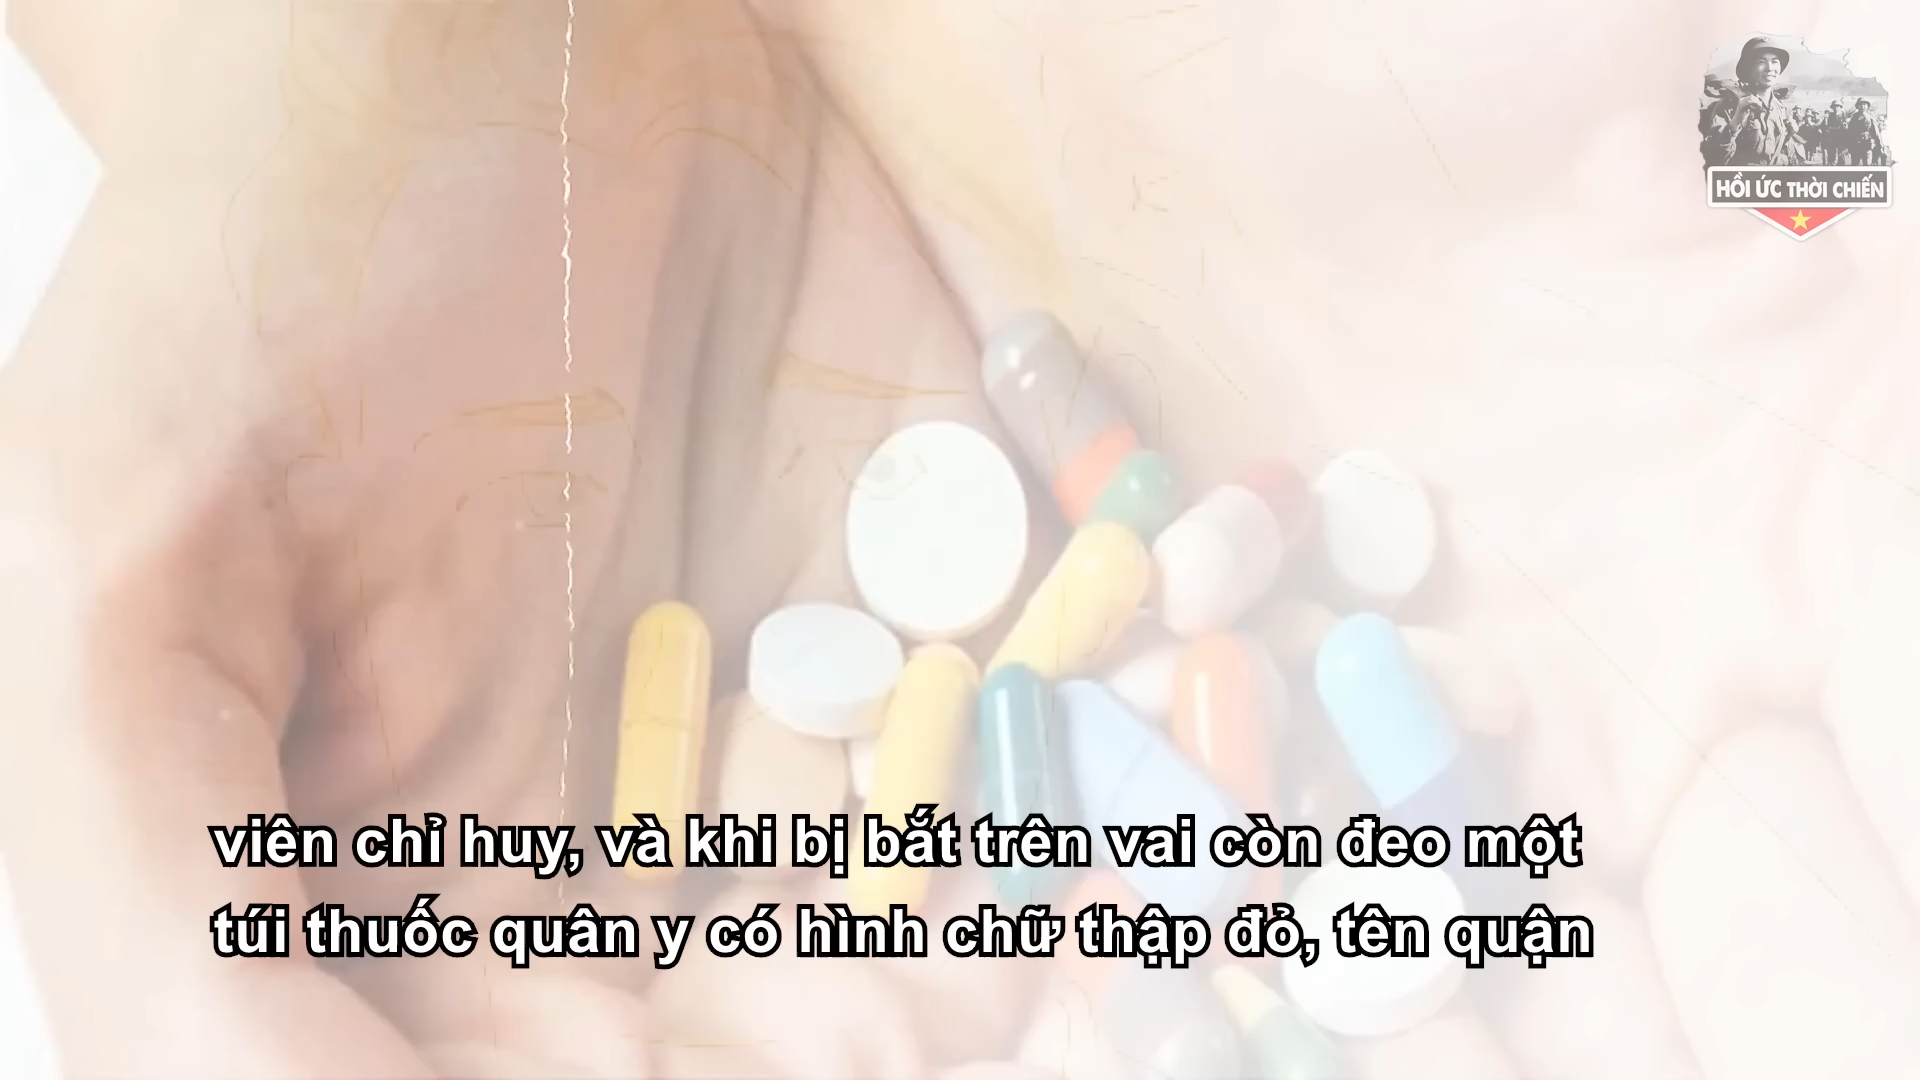 HỒI ỨC THỜI CHIẾN
viên chỉ huy, và khi bị bắt trên vai còn đeo một
túi thuốc quân y có hình chữ thập đỏ, tên quận